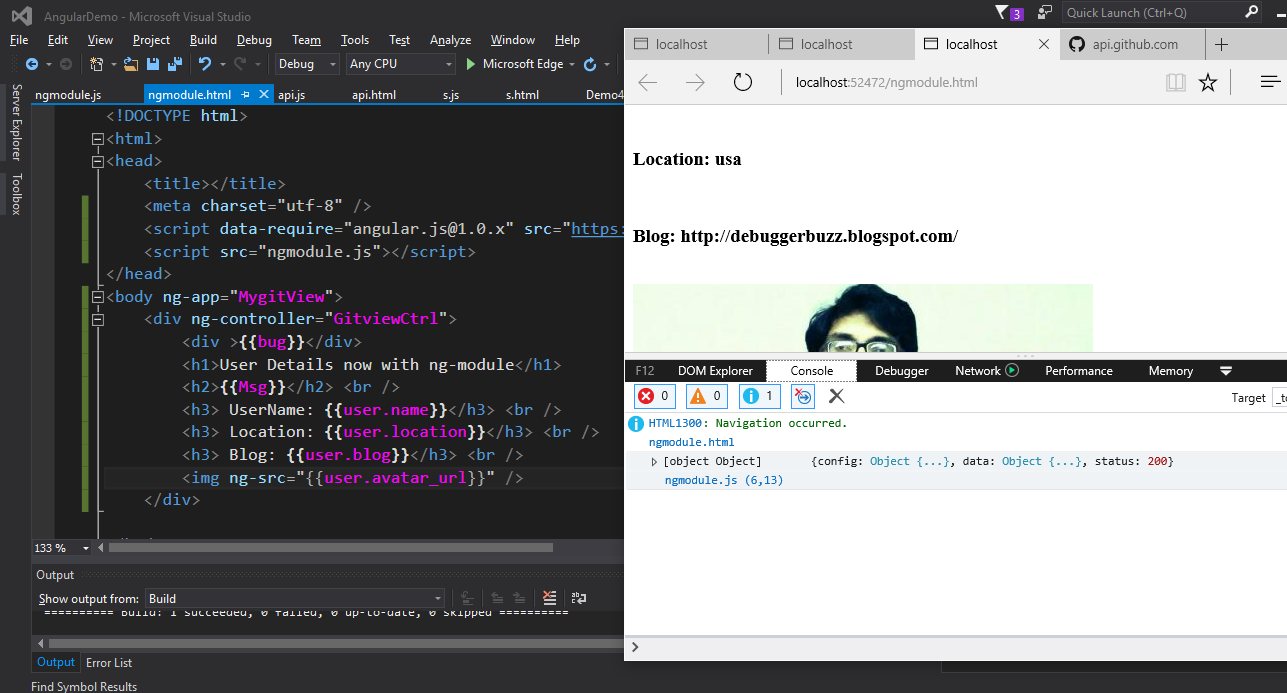 AngularDemo - Microsoft Visual Studio
3
Quick Launch (Ctrl+Q)
File Edit View Project Build Debug Team Tools Test Analyze Window Help
Debug Any CPU Microsoft Edge
Server Explorer
Toolbox
ngmodule.js ngmodule.html api.js api.html s.js s.html Demo4
<!DOCTYPE html>
<html>
<head>
<title></title>
<meta charset="utf-8" />
<script data-require="angular.js@1.0.x" src="https:
<script src="ngmodule.js"></script>
</head>
<body ng-app="MygitView">
<div ng-controller="GitviewCtrl">
<div >{{bug}}</div>
<h1>User Details now with ng-module</h1>
<h2>{{Msg}}</h2> <br />
<h3> UserName: {{user.name}}</h3> <br />
<h3> Location: {{user.location}}</h3> <br />
<h3> Blog: {{user.blog}}</h3> <br />
<img ng-src="{{user.avatar_url}}" />
</div>
133 %
Output
Show output from: Build
========== Build: 1 succeeded, 0 failed, 0 up-to-date, 0 skipped ==========
Output Error List
Find Symbol Results
localhost localhost localhost api.github.com
localhost:52472/ngmodule.html
Location: usa
Blog: http://debuggerbuzz.blogspot.com/
F12 DOM Explorer Console Debugger Network Performance Memory
0 0 1 Target
HTML1300: Navigation occurred.
ngmodule.html
[object Object] {config: Object {...}, data: Object {...}, status: 200}
ngmodule.js (6,13)